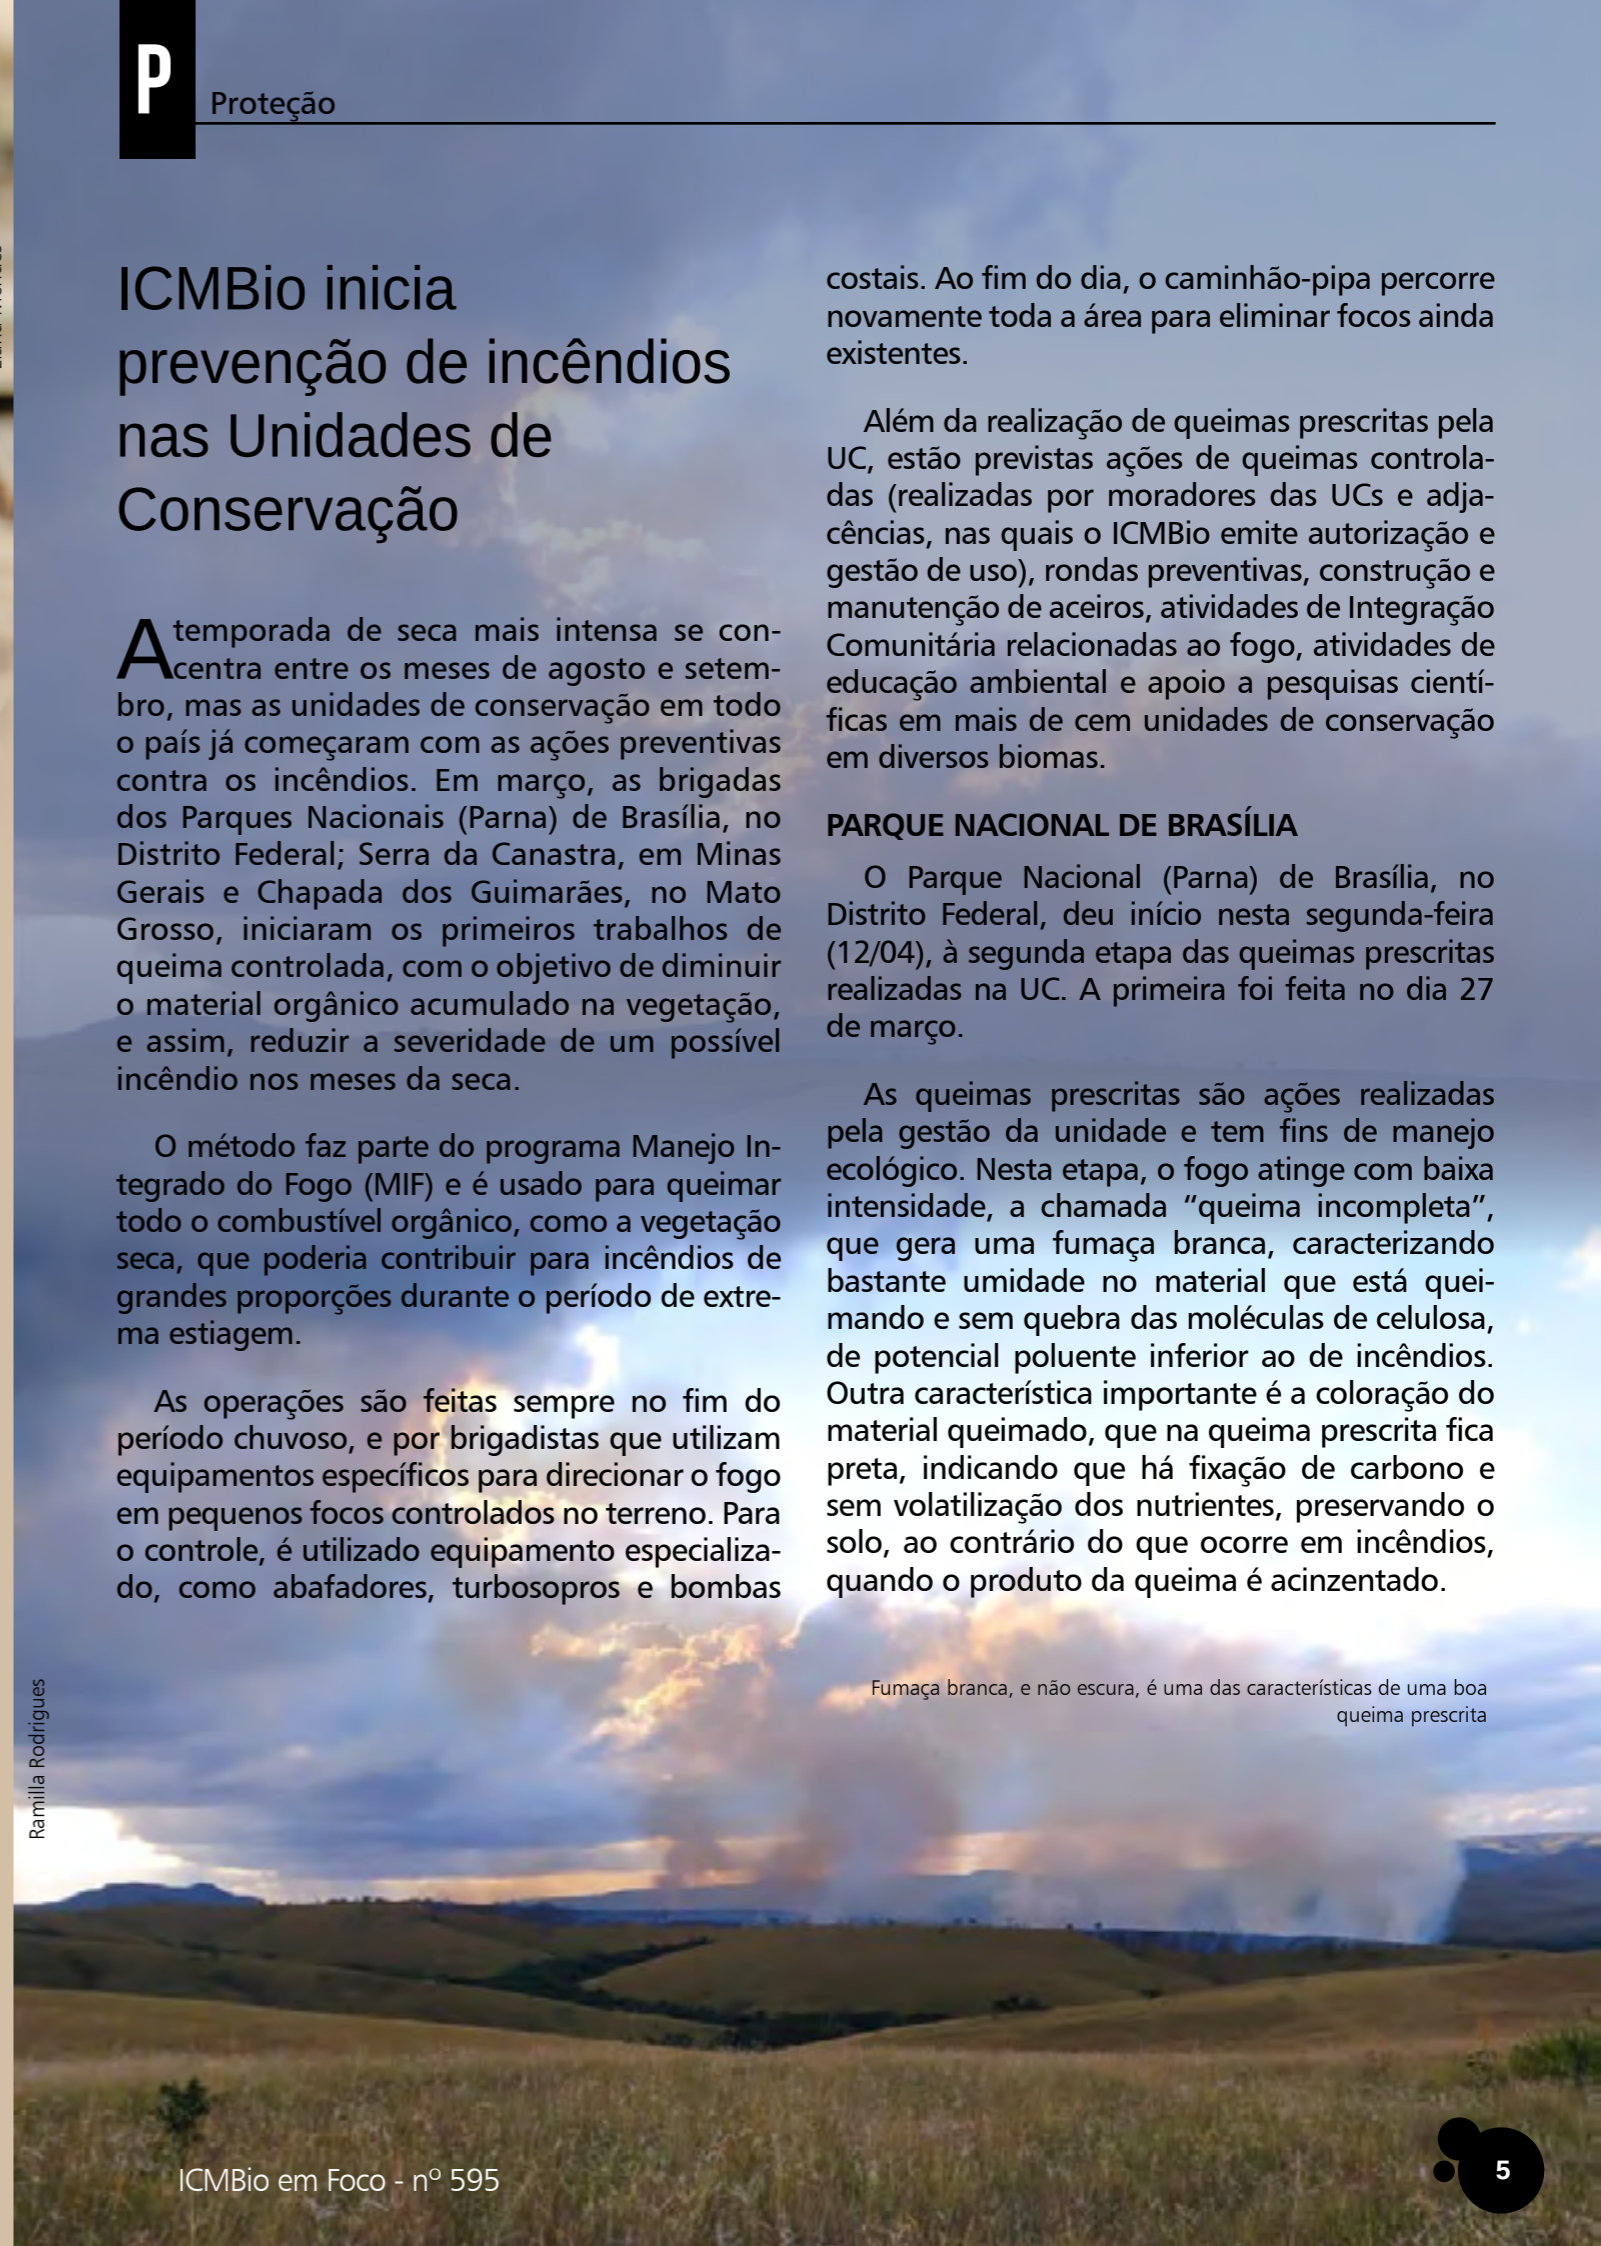 P
Proteção
ICMBio inicia
prevenção de incêndios
nas Unidades de
Conservação
A temporada de seca mais intensa se con-
centra entre os meses de agosto e setem-
bro, mas as unidades de conservação em todo
o país já começaram com as ações preventivas
contra os incêndios. Em março, as brigadas
dos Parques Nacionais (Parna) de Brasília, no
Distrito Federal; Serra da Canastra, em Minas
Gerais e Chapada dos Guimarães, no Mato
Grosso, iniciaram os primeiros trabalhos de
queima controlada, com o objetivo de diminuir
o material orgânico acumulado na vegetação,
e assim, reduzir a severidade de um possível
incêndio nos meses da seca.
O método faz parte do programa Manejo In-
tegrado do Fogo (MIF) e é usado para queimar
todo o combustível orgânico, como a vegetação
seca, que poderia contribuir para incêndios de
grandes proporções durante o período de extre-
ma estiagem.
As operações são feitas sempre no fim do
período chuvoso, e por brigadistas que utilizam
equipamentos específicos para direcionar o fogo
em pequenos focos controlados no terreno. Para
o controle, é utilizado equipamento especializa-
do, como abafadores, turbosopros e bombas
costais. Ao fim do dia, o caminhão-pipa percorre
novamente toda a área para eliminar focos ainda
existentes.
Além da realização de queimas prescritas pela
UC, estão previstas ações de queimas controla-
das (realizadas por moradores das UCs e adja-
cências, nas quais o ICMBio emite autorização e
gestão de uso), rondas preventivas, construção e
manutenção de aceiros, atividades de Integração
Comunitária relacionadas ao fogo, atividades de
educação ambiental e apoio a pesquisas cientí-
ficas em mais de cem unidades de conservação
em diversos biomas.
PARQUE NACIONAL DE BRASÍLIA
O Parque Nacional (Parna) de Brasília, no
Distrito Federal, deu início nesta segunda-feira
(12/04), à segunda etapa das queimas prescritas
realizadas na UC. A primeira foi feita no dia 27
de março.
As queimas prescritas são ações realizadas
pela gestão da unidade e tem fins de manejo
ecológico. Nesta etapa, o fogo atinge com baixa
intensidade, a chamada “queima incompleta”,
que gera uma fumaça branca, caracterizando
bastante umidade no material que está quei-
mando e sem quebra das moléculas de celulosa,
de potencial poluente inferior ao de incêndios.
Outra característica importante é a coloração do
material queimado, que na queima prescrita fica
preta, indicando que há fixação de carbono e
sem volatilização dos nutrientes, preservando o
solo, ao contrário do que ocorre em incêndios,
quando o produto da queima é acinzentado.
Fumaça branca, e não escura, é uma das características de uma boa
queima prescrita
Ramilla Rodrigues
ICMBio em Foco - nº 595
5